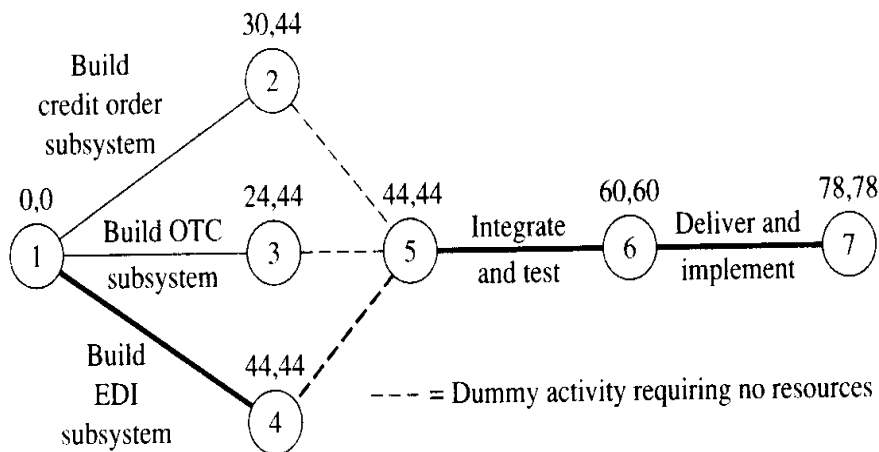 30,44
Build
credit order
subsystem
2
0,0
24,44
44,44
60,60
78,78
1
Build OTC
subsystem
3
5
Integrate
and test
6
Deliver and
implement
7
Build
EDI
subsystem
44,44
4
--- = Dummy activity requiring no resources